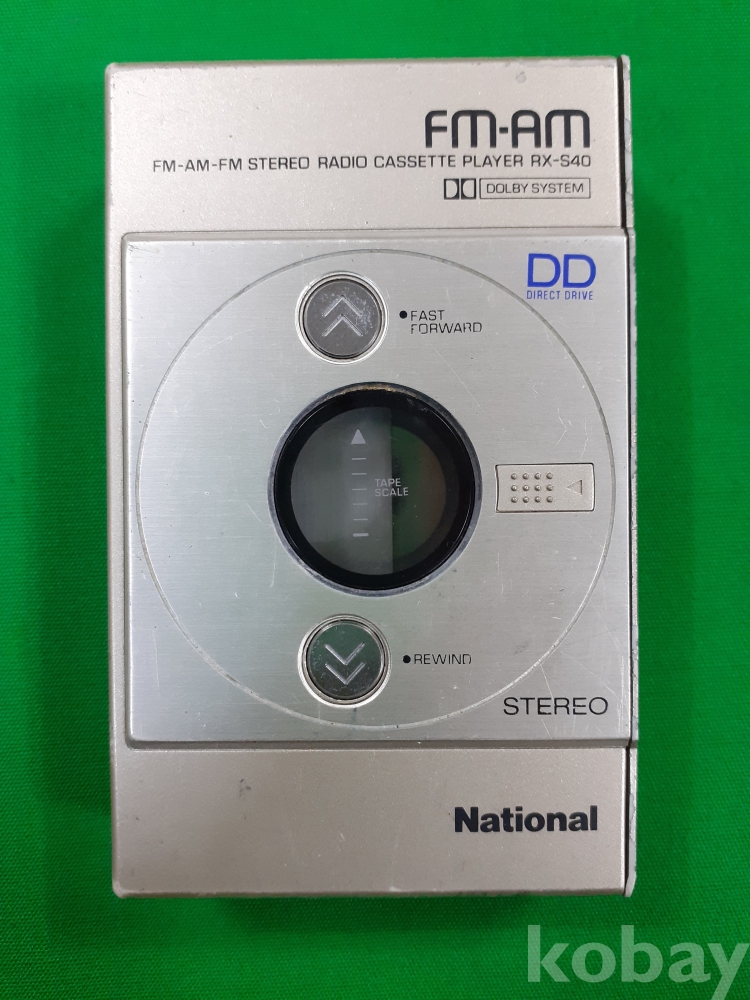 FM-AM
FM-AM-FM STEREO RADIO CASSETTE PLAYER RX-S40
DOLBY SYSTEM
DD
DIRECT DRIVE
FAST
FORWARD
TAPE
SCALE
REWIND
STEREO
National
kobay